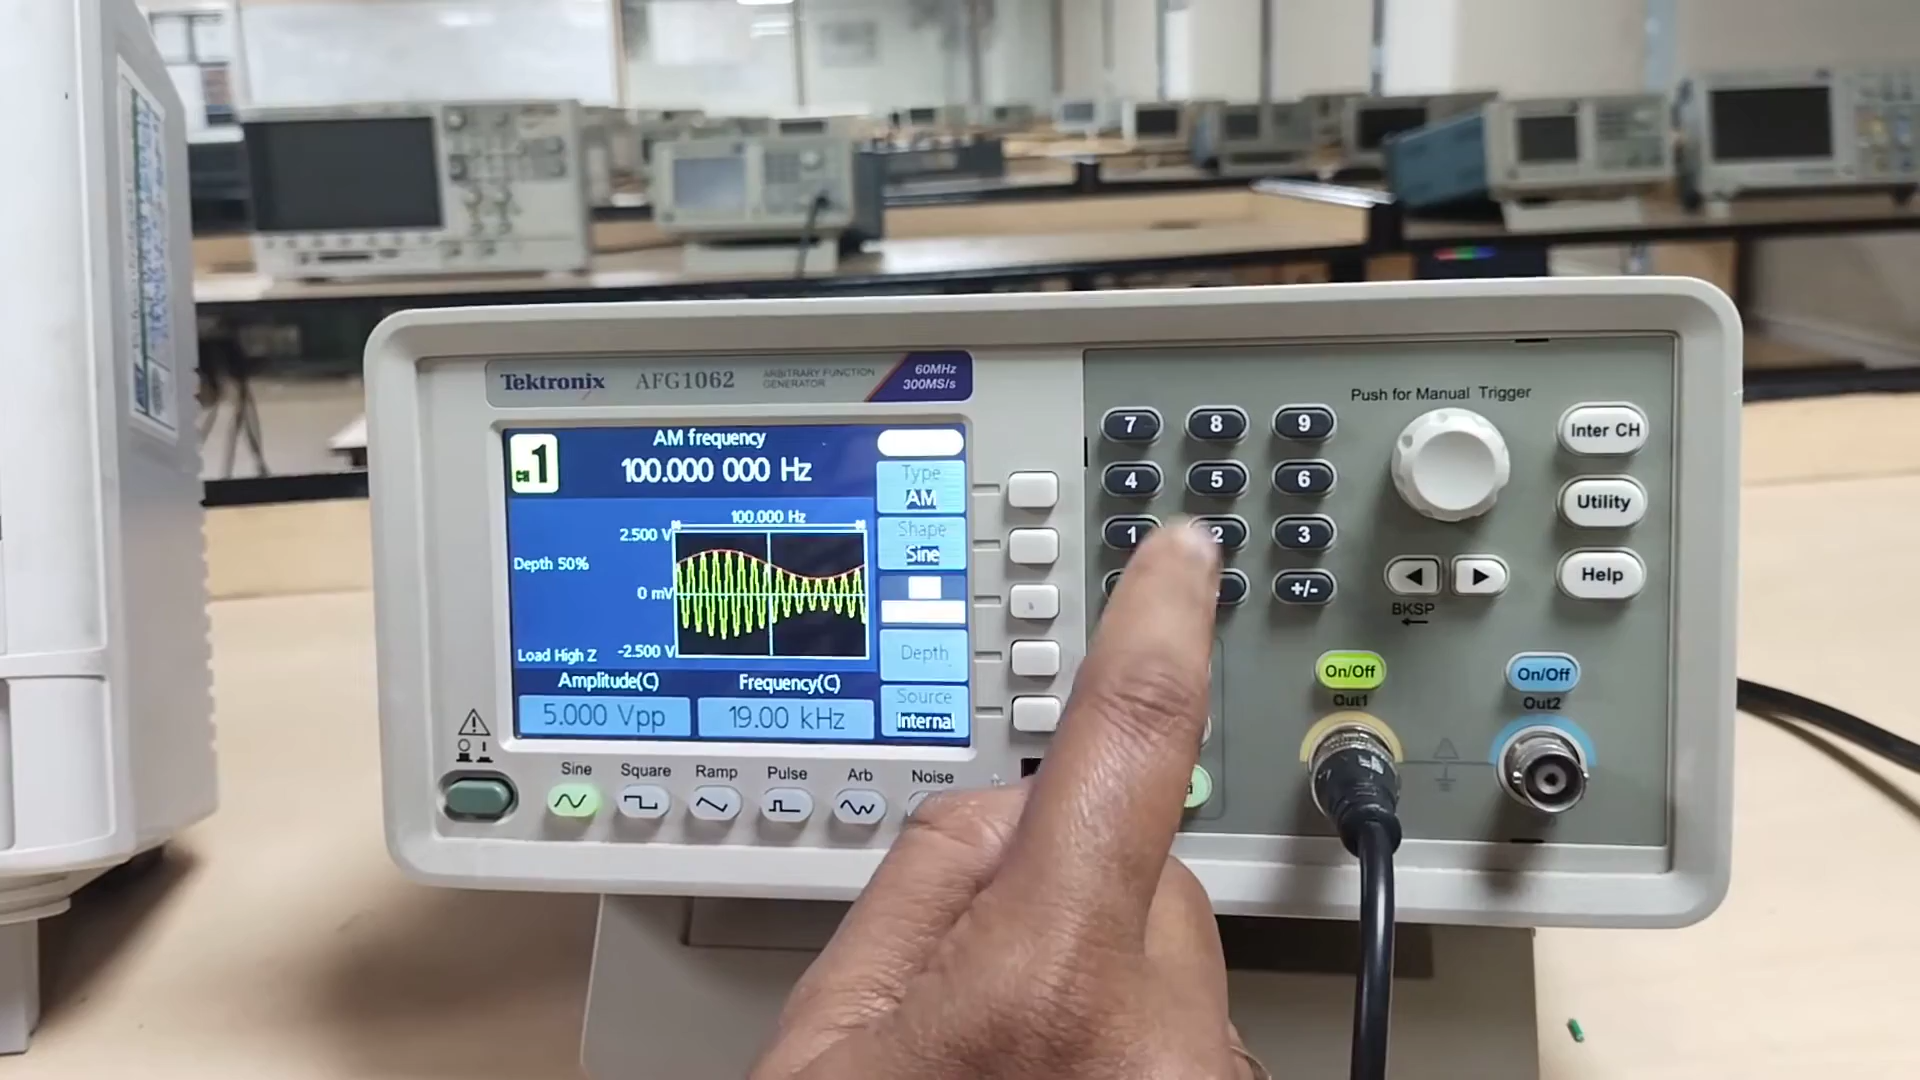 Tektronix AFG1062 ARBITRARY FUNCTION GENERATOR 60MHz 300MS/s
CH 1
AM frequency
100.000 000 Hz
Type
AM
Shape
Sine
Depth
Source
Internal
100.000 Hz
2.500 V
Depth 50%
0 mV
Load High Z
-2.500 V
Amplitude(C) Frequency(C)
5.000 Vpp 19.00 kHz
Sine Square Ramp Pulse Arb Noise
7 8 9
4 5 6
1 2 3
+/-
Push for Manual Trigger
Inter CH
Utility
Help
BKSP
On/Off On/Off
Out1 Out2